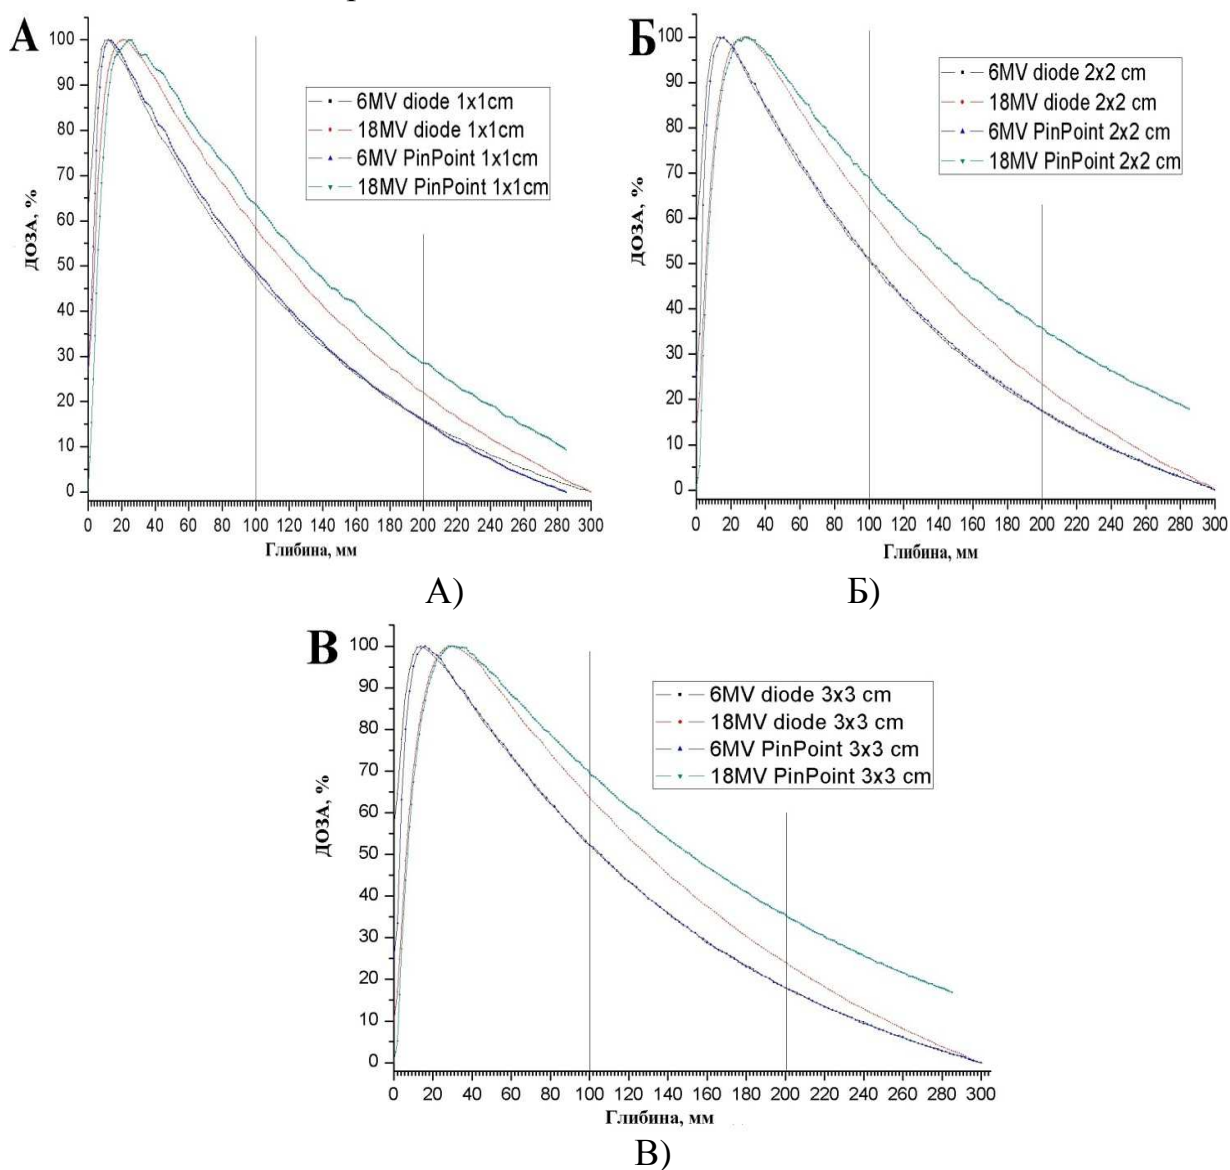 А
ДОЗА, %
100
90
80
70
60
50
40
30
20
10
0
6MV diode 1x1cm
18MV diode 1x1cm
6MV PinPoint 1x1cm
18MV PinPoint 1x1cm
0 20 40 60 80 100 120 140 160 180 200 220 240 260 280 300
Глибина, мм
А)
Б
ДОЗА, %
100
90
80
70
60
50
40
30
20
10
0
6MV diode 2x2 cm
18MV diode 2x2 cm
6MV PinPoint 2x2 cm
18MV PinPoint 2x2 cm
0 20 40 60 80 100 120 140 160 180 200 220 240 260 280 300
Глибина, мм
Б)
В
ДОЗА, %
100
90
80
70
60
50
40
30
20
10
0
6MV diode 3x3 cm
18MV diode 3x3 cm
6MV PinPoint 3x3 cm
18MV PinPoint 3x3 cm
0 20 40 60 80 100 120 140 160 180 200 220 240 260 280 300
Глибина, мм
В)